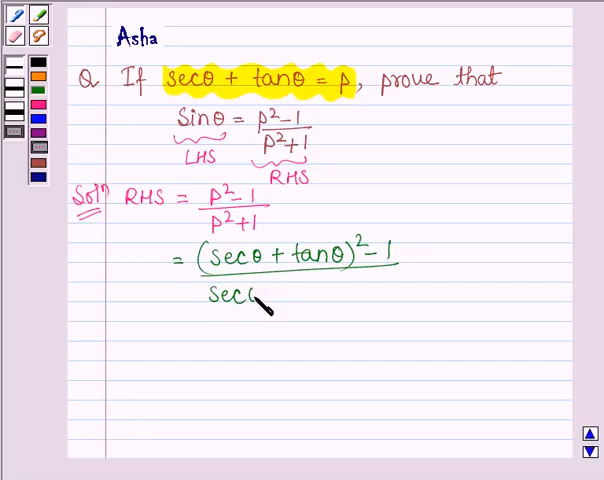 Asha
Q If secθ + tanθ = p, prove that
Sinθ = p²-1 / p²+1
LHS RHS
Solⁿ RHS = p²-1 / p²+1
= (secθ + tanθ)² - 1
sec